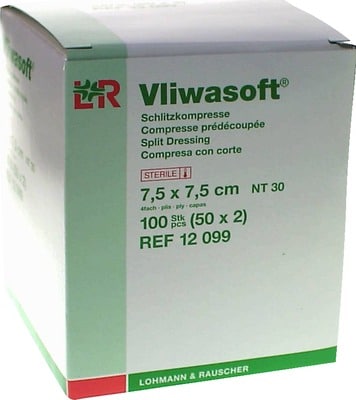 L&R Vliwasoft®
Schlitzkompresse
Compresse prédécoupée
Split Dressing
Compresa con corte
STERILE
7,5 x 7,5 cm NT 30
4fach - plis - ply - capas
100 Stk pcs (50 x 2)
REF 12 099
LOHMANN & RAUSCHER